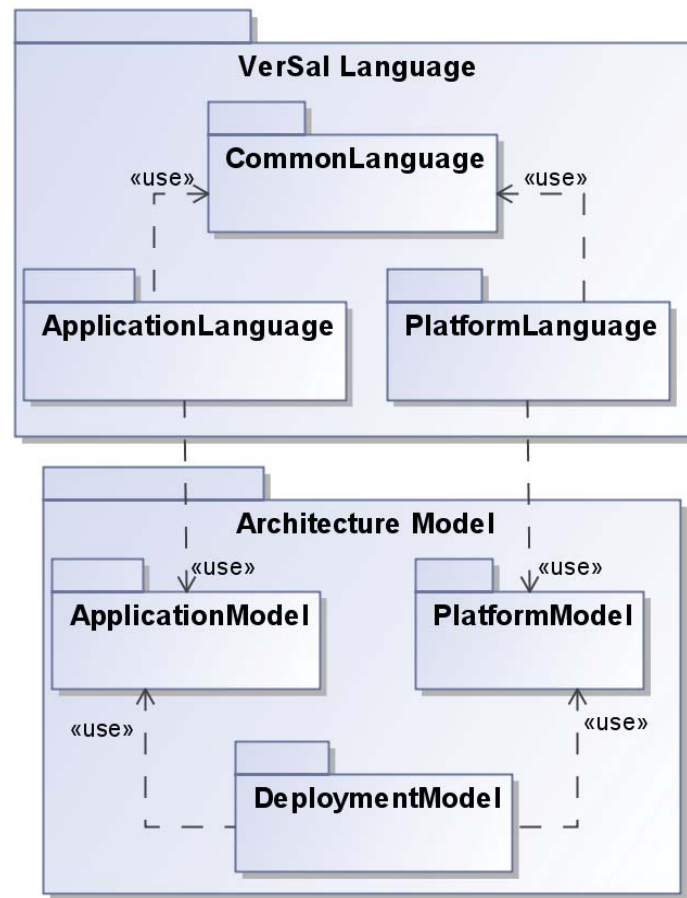 VerSal Language
CommonLanguage
«use»
«use»
ApplicationLanguage
PlatformLanguage
Architecture Model
«use»
«use»
ApplicationModel
PlatformModel
«use»
«use»
DeploymentModel